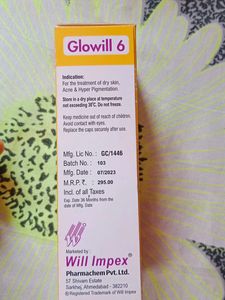 Glowill 6
Indication:
For the treatment of dry skin,
Acne & Hyper Pigmentation.
Store in a dry place at temperature
not exceeding 30°C. Do not freeze.
Keep medicine out of reach of children.
Avoid contact with eyes.
Replace the caps securely after use.
Mfg. Lic No. : GC/1446
Batch No. : 103
Mfg. Date : 07/2023
M.R.P. ₹. : 295.00
Incl. of all Taxes
Exp. Date 36 Months from the
date of Mfg. Date
Marketed by :
Will Impex®
Pharmachem Pvt. Ltd.
57 Shivam Estate
Sarkhej, Ahmedabad - 382210
® Registered Trademark of Will Impex